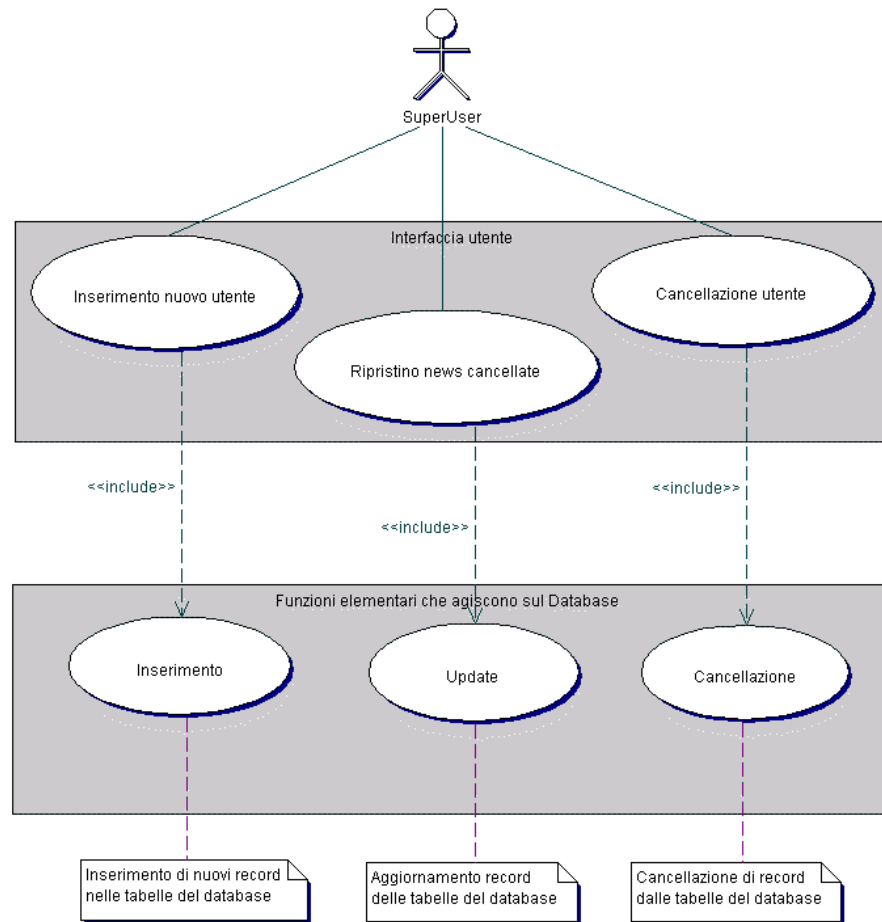 SuperUser
Interfaccia utente
Inserimento nuovo utente
Cancellazione utente
Ripristino news cancellate
<<include>>
<<include>>
<<include>>
Funzioni elementari che agiscono sul Database
Inserimento
Update
Cancellazione
Inserimento di nuovi record
nelle tabelle del database
Aggiornamento record
delle tabelle del database
Cancellazione di record
dalle tabelle del database